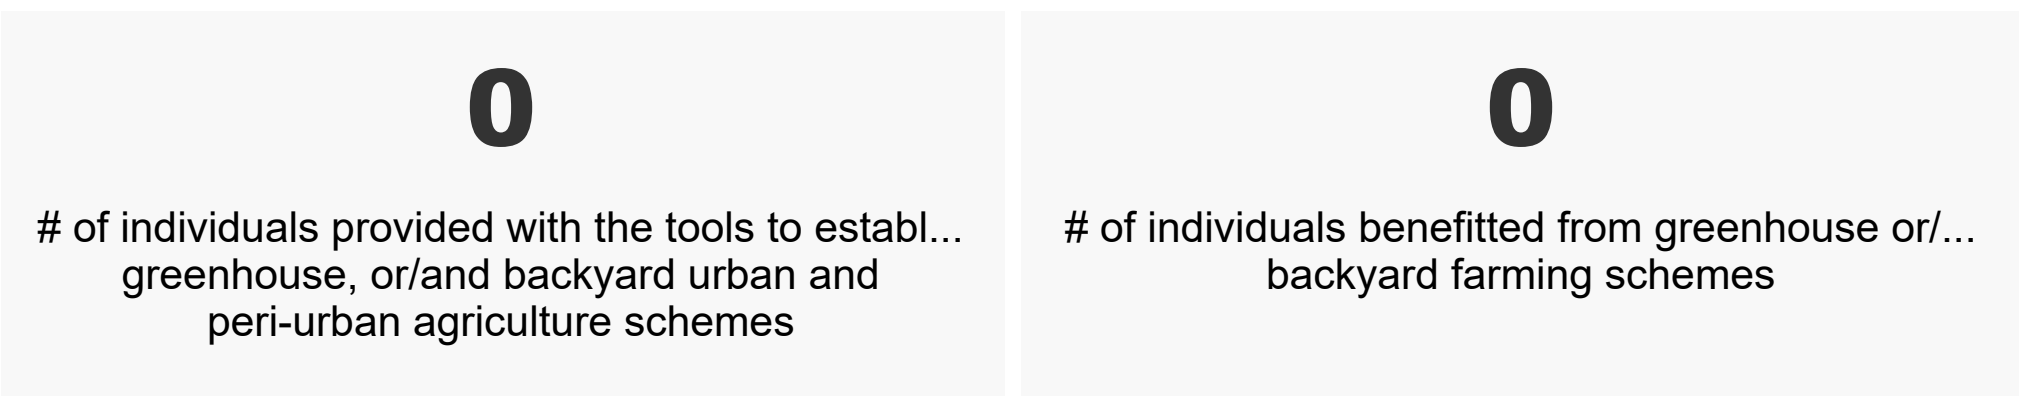 0
# of individuals provided with the tools to establ...
greenhouse, or/and backyard urban and
peri-urban agriculture schemes
0
# of individuals benefitted from greenhouse or/...
backyard farming schemes